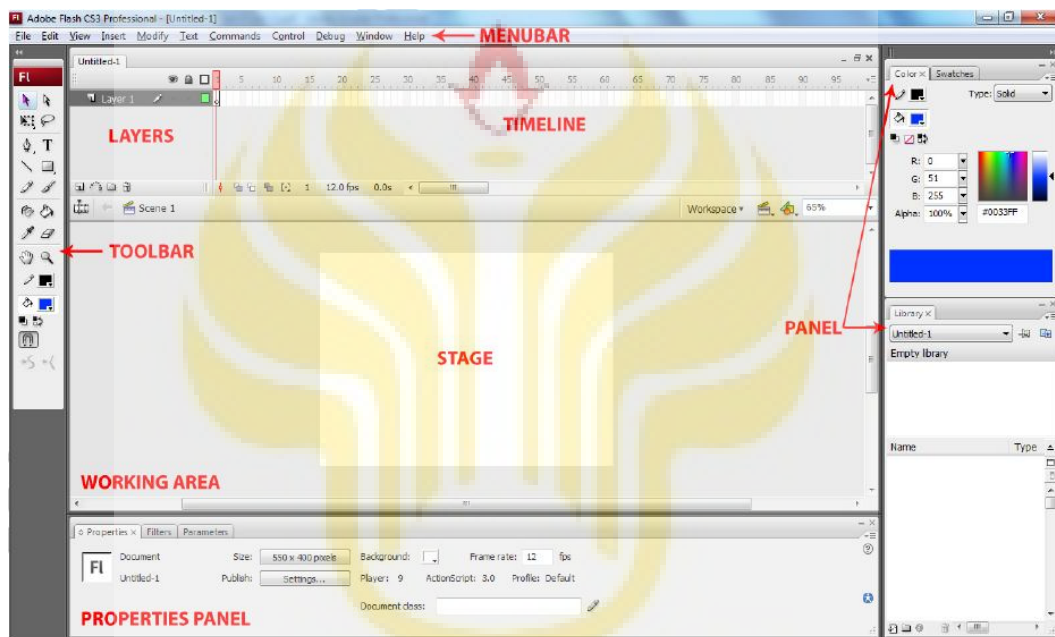 Adobe Flash CS3 Professional - [Untitled-1]
File Edit View Insert Modify Text Commands Control Debug Window Help
MENUBAR
Untitled-1
5 10 15 20 25 30 35 40 45 50 55 60 65 70 75 80 85 90 95
Layer 1
LAYERS
TIMELINE
1 12.0 fps 0.0s
Scene 1
Workspace
65%
Fl
TOOLBAR
STAGE
WORKING AREA
Color x Swatches
Type: Solid
R: 0
G: 51
B: 255
Alpha: 100%
#0033FF
PANEL
Library x
Untitled-1
Empty library
Name Type
Properties x Filters Parameters
Fl
Document Size: 550 x 400 pixels Background: Frame rate: 12 fps
Untitled-1 Publish: Settings... Player: 9 ActionScript: 3.0 Profile: Default
Document class:
PROPERTIES PANEL